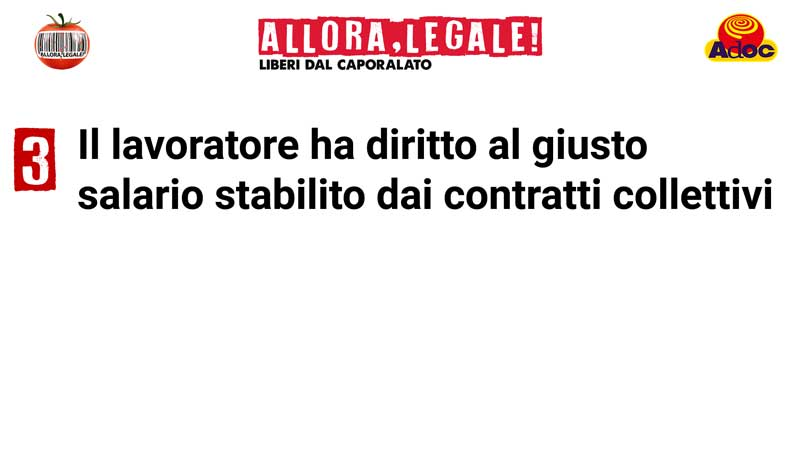 ALLORA, LEGALE!
ALLORA,LEGALE!
LIBERI DAL CAPORALATO
Adoc
3 Il lavoratore ha diritto al giusto
salario stabilito dai contratti collettivi